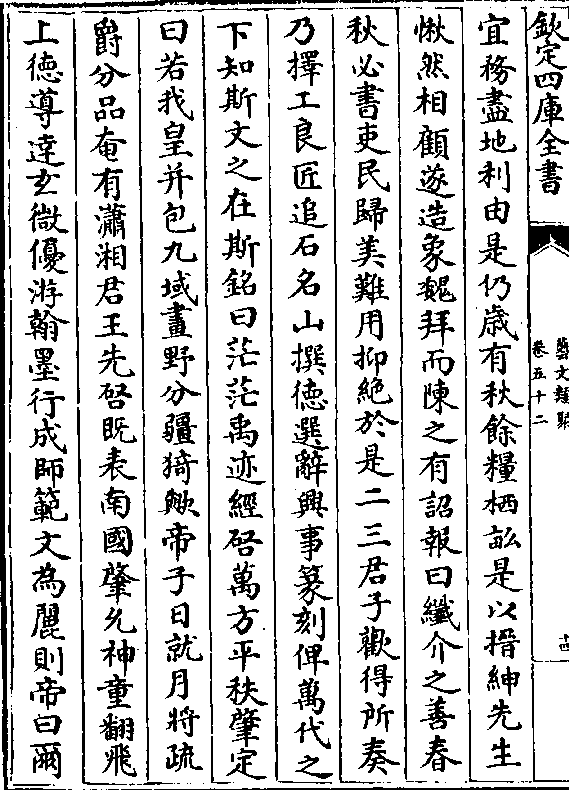 欽定四庫全書
藝文類聚
卷五十二
宜務盡地利由是仍歲有秋餘糧栖畝是以搢紳先生
愀然相顧遂造象魏拜而陳之有詔報曰纖介之善春
秋必書吏民歸美難用抑絶於是二三君子歡得所奏
乃擇工良匠追石名山撰徳選辭興事篆刻俾萬代之
下知斯文之在斯銘曰茫茫禹迹經啓萬方平秩肇定
曰若我皇并包九域畫野分疆猗歟帝子日就月將疏
爵分品奄有瀟湘君王先啓既表南國肇允神童翻飛
上徳導達玄微優游翰墨行成師範文為麗則帝曰爾